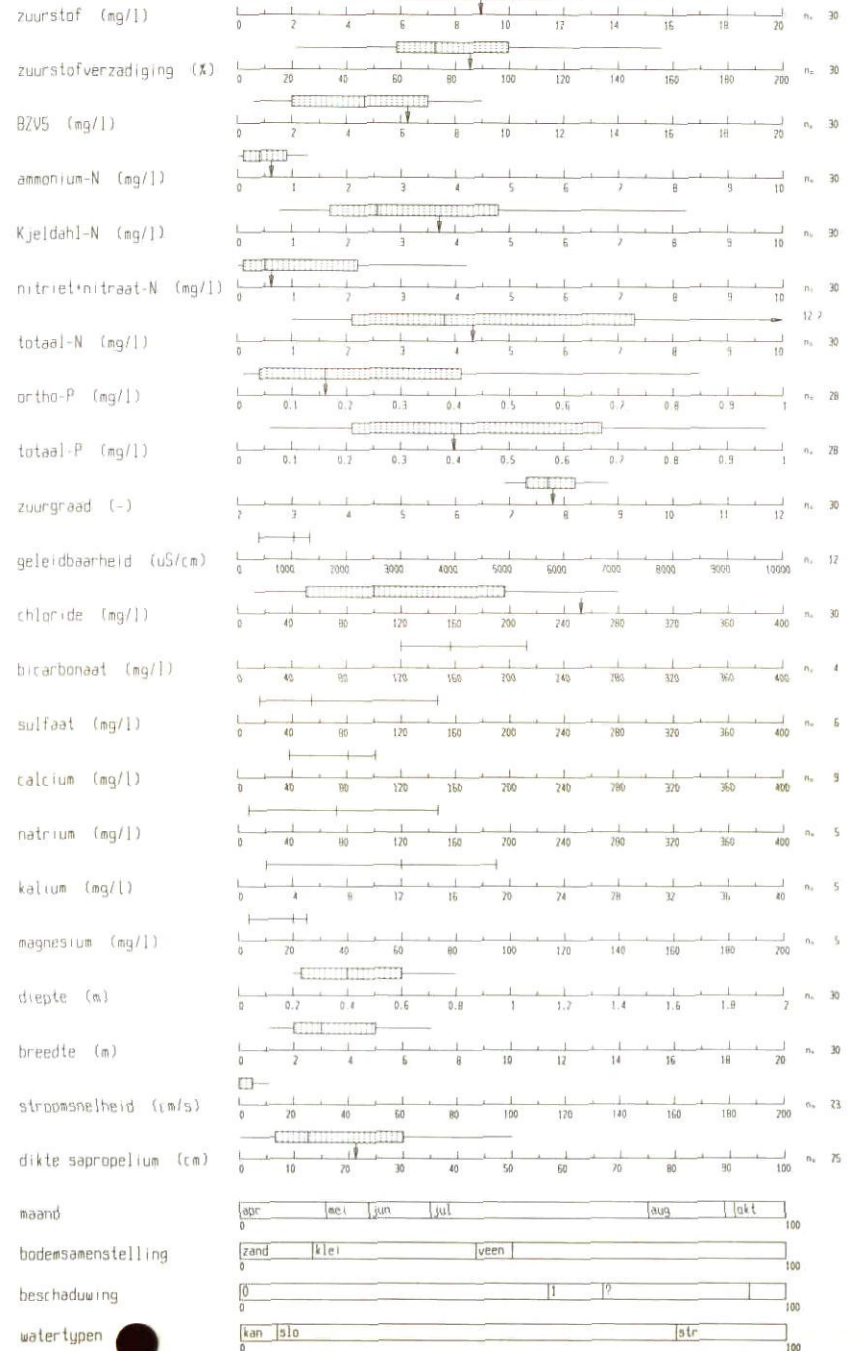 zuurstof (mg/l) 0 2 4 6 8 10 12 14 16 18 20 n= 30
zuurstofverzadiging (%) 0 20 40 60 80 100 120 140 160 180 200 n= 30
BZV5 (mg/l) 0 2 4 6 8 10 12 14 16 18 20 n= 30
ammonium-N (mg/l) 0 1 2 3 4 5 6 7 8 9 10 n= 30
Kjeldahl-N (mg/l) 0 1 2 3 4 5 6 7 8 9 10 n= 30
nitriet+nitraat-N (mg/l) 0 1 2 3 4 5 6 7 8 9 10 n= 30
12.7
totaal-N (mg/l) 0 1 2 3 4 5 6 7 8 9 10 n= 30
ortho-P (mg/l) 0 0.1 0.2 0.3 0.4 0.5 0.6 0.7 0.8 0.9 1 n= 28
totaal-P (mg/l) 0 0.1 0.2 0.3 0.4 0.5 0.6 0.7 0.8 0.9 1 n= 28
zuurgraad (-) 2 3 4 5 6 7 8 9 10 11 12 n= 30
geleidbaarheid (uS/cm) 0 1000 2000 3000 4000 5000 6000 7000 8000 9000 10000 n= 12
chloride (mg/l) 0 40 80 120 160 200 240 280 320 360 400 n= 30
bicarbonaat (mg/l) 0 40 80 120 160 200 240 280 320 360 400 n= 4
sulfaat (mg/l) 0 40 80 120 160 200 240 280 320 360 400 n= 6
calcium (mg/l) 0 40 80 120 160 200 240 280 320 360 400 n= 9
natrium (mg/l) 0 40 80 120 160 200 240 280 320 360 400 n= 5
kalium (mg/l) 0 4 8 12 16 20 24 28 32 36 40 n= 5
magnesium (mg/l) 0 20 40 60 80 100 120 140 160 180 200 n= 5
diepte (m) 0 0.2 0.4 0.6 0.8 1 1.2 1.4 1.6 1.8 2 n= 30
breedte (m) 0 2 4 6 8 10 12 14 16 18 20 n= 30
stroomsnelheid (cm/s) 0 20 40 60 80 100 120 140 160 180 200 n= 23
dikte sapropelium (cm) 0 10 20 30 40 50 60 70 80 90 100 n= 75
maand apr mei jun jul aug okt
0 100
bodemsamenstelling zand klei veen
0 100
beschaduwing 0 1 ?
0 100
watertypen kan slo str
0 100